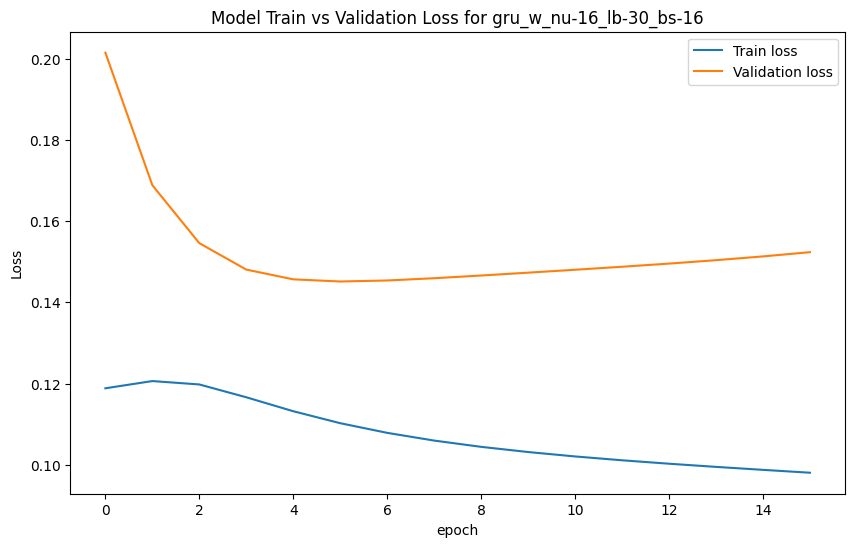 Model Train vs Validation Loss for gru_w_nu-16_lb-30_bs-16
Train loss
Validation loss
0.20
0.18
0.16
0.14
0.12
0.10
Loss
0 2 4 6 8 10 12 14
epoch